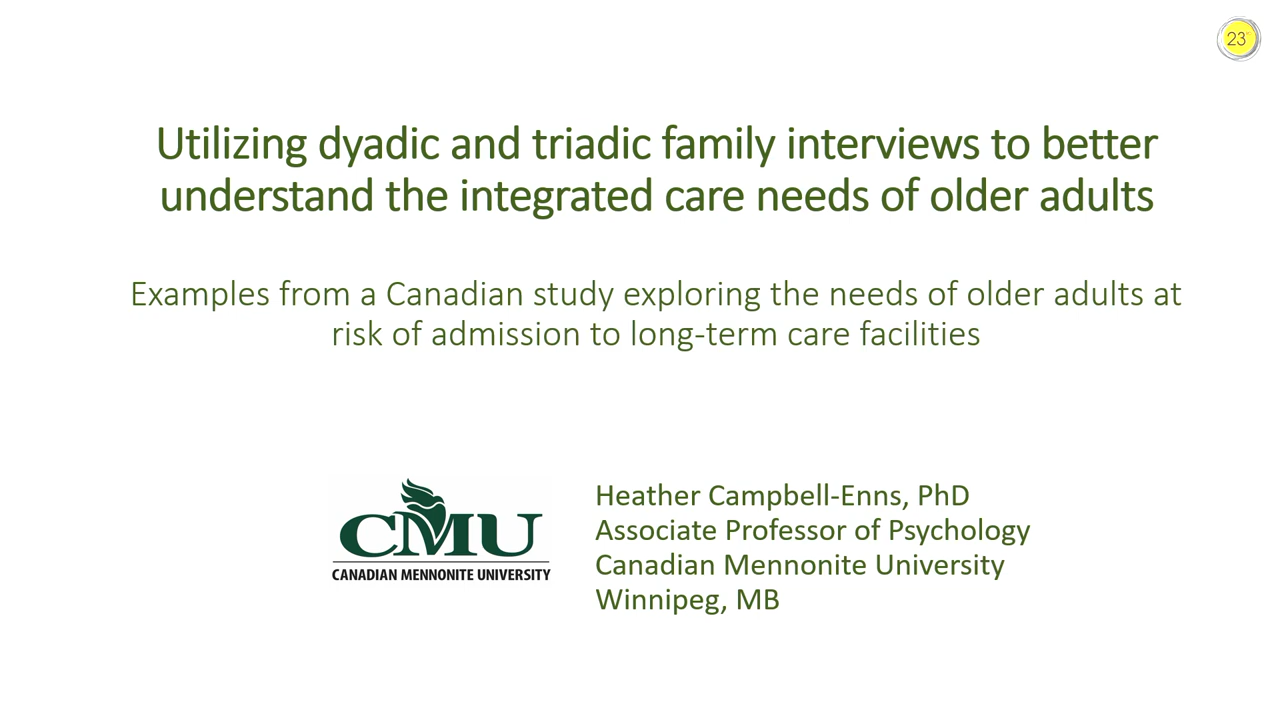 23
Utilizing dyadic and triadic family interviews to better
understand the integrated care needs of older adults
Examples from a Canadian study exploring the needs of older adults at
risk of admission to long-term care facilities
CMU
CANADIAN MENNONITE UNIVERSITY
Heather Campbell-Enns, PhD
Associate Professor of Psychology
Canadian Mennonite University
Winnipeg, MB